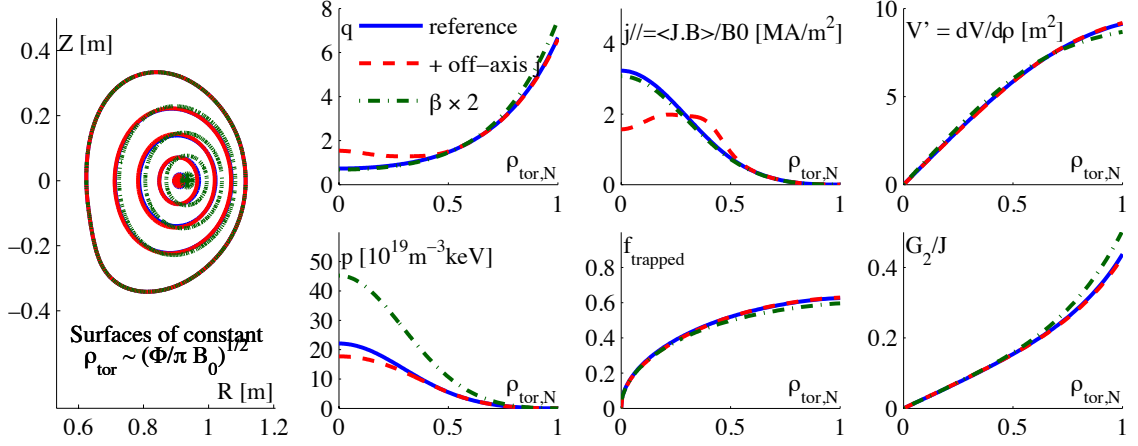 Z [m]
0.4
0.2
0
−0.2
−0.4
Surfaces of constant
ρtor ~ (Φ/π B0)^1/2
R [m]
0.6 0.8 1 1.2
q
reference
+ off−axis j
β × 2
8
6
4
2
0
ρtor,N
0 0.5 1
j//=<J.B>/B0 [MA/m²]
4
2
0
ρtor,N
0 0.5 1
V' = dV/dρ [m²]
10
5
0
ρtor,N
0 0.5 1
p [10^19 m^−3 keV]
50
40
30
20
10
0
ρtor,N
0 0.5 1
ftrapped
0.8
0.6
0.4
0.2
0
ρtor,N
0 0.5 1
G2/J
0.4
0.2
0
ρtor,N
0 0.5 1